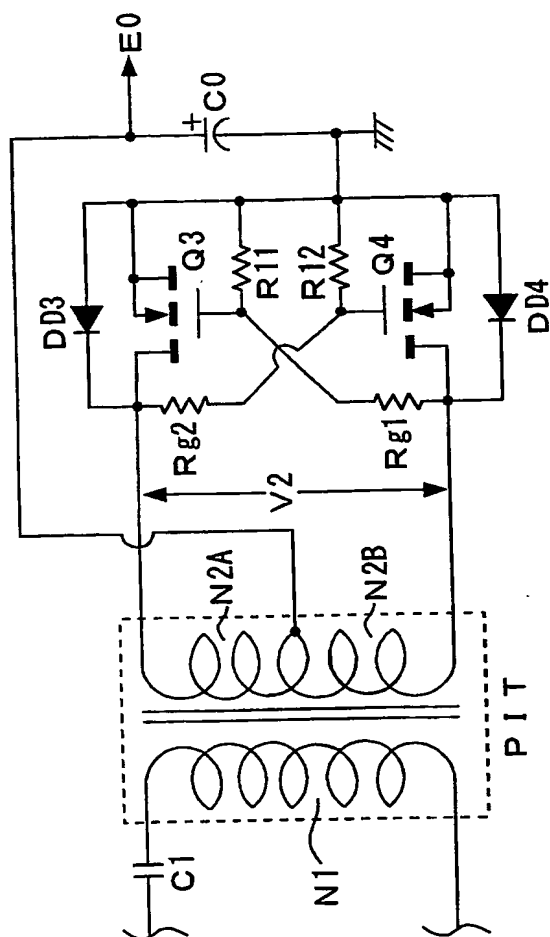 C1
N1
PIT
N2A
N2B
V2
Rg2
Rg1
DD3
Q3
R11
R12
Q4
DD4
C0
+
E0